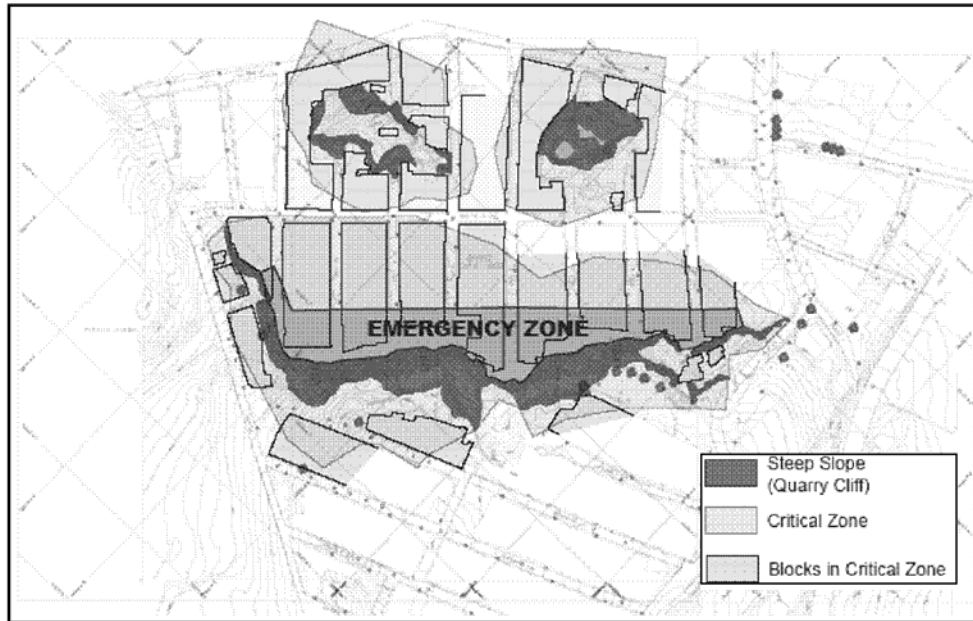 EMERGENCY ZONE
Steep Slope
(Quarry Cliff)
Critical Zone
Blocks in Critical Zone